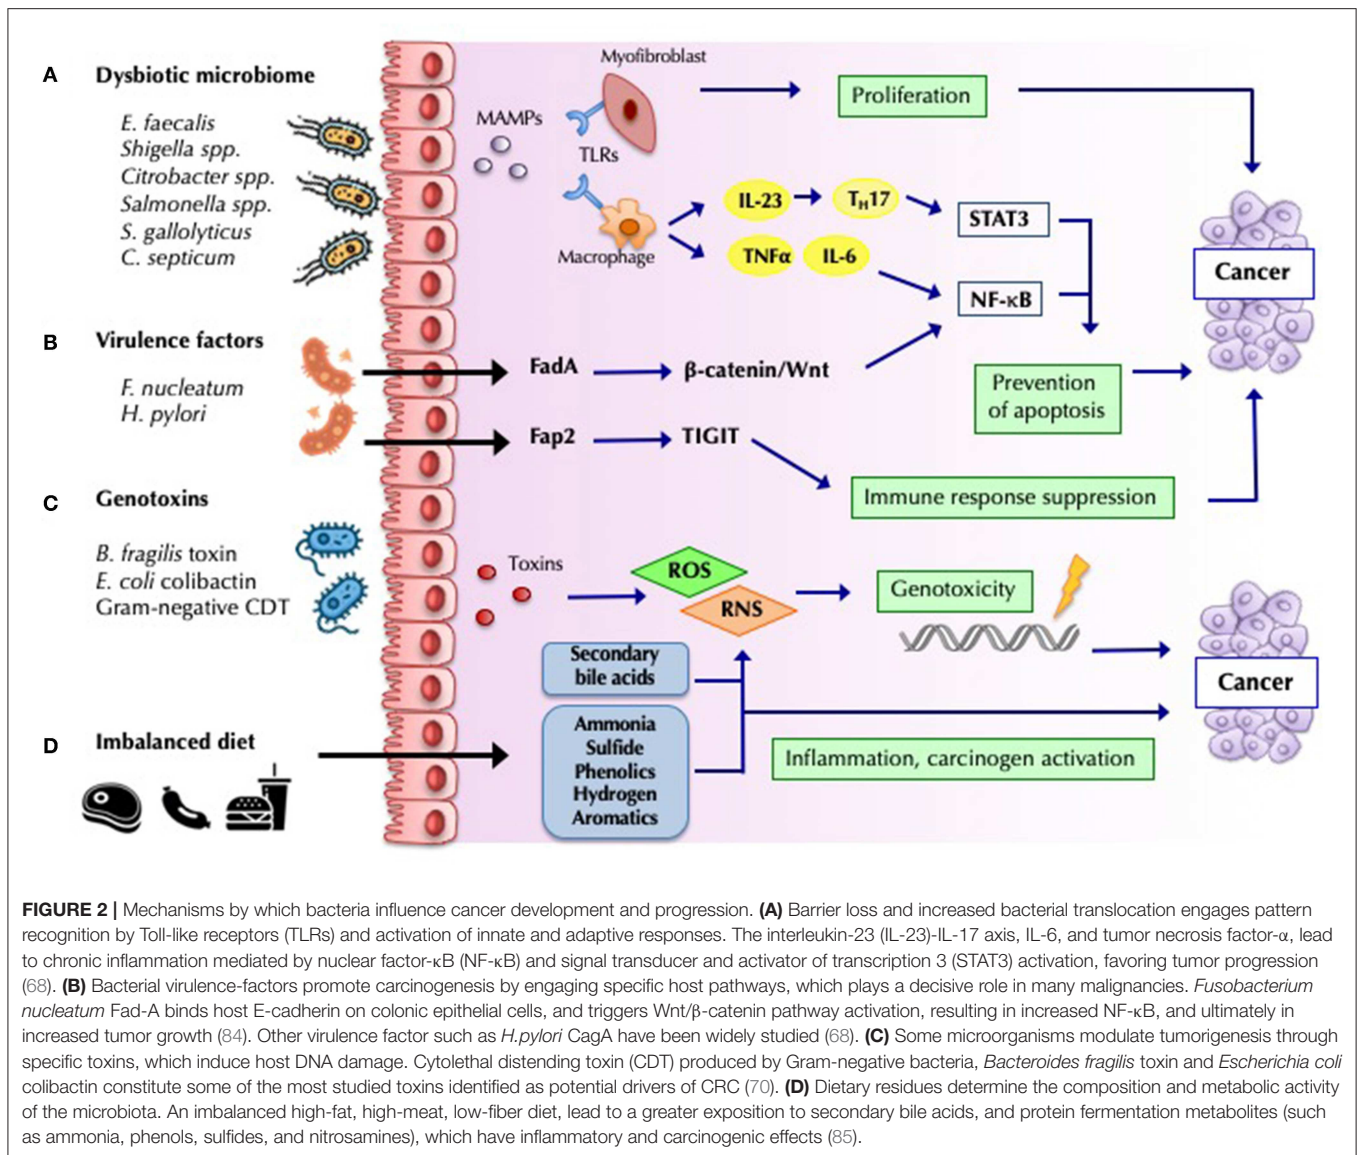 A
Dysbiotic microbiome
E. faecalis
Shigella spp.
Citrobacter spp.
Salmonella spp.
S. gallolyticus
C. septicum
MAMPs
Myofibroblast
TLRs
Macrophage
Proliferation
IL-23
TH17
TNFα
IL-6
STAT3
NF-κB
Cancer
B
Virulence factors
F. nucleatum
H. pylori
FadA
β-catenin/Wnt
Prevention
of apoptosis
Fap2
TIGIT
Immune response suppression
C
Genotoxins
B. fragilis toxin
E. coli colibactin
Gram-negative CDT
Toxins
ROS
RNS
Genotoxicity
Cancer
D
Imbalanced diet
Secondary
bile acids
Ammonia
Sulfide
Phenolics
Hydrogen
Aromatics
Inflammation, carcinogen activation
FIGURE 2 | Mechanisms by which bacteria influence cancer development and progression. (A) Barrier loss and increased bacterial translocation engages pattern
recognition by Toll-like receptors (TLRs) and activation of innate and adaptive responses. The interleukin-23 (IL-23)-IL-17 axis, IL-6, and tumor necrosis factor-α, lead
to chronic inflammation mediated by nuclear factor-κB (NF-κB) and signal transducer and activator of transcription 3 (STAT3) activation, favoring tumor progression
(68). (B) Bacterial virulence-factors promote carcinogenesis by engaging specific host pathways, which plays a decisive role in many malignancies. Fusobacterium
nucleatum Fad-A binds host E-cadherin on colonic epithelial cells, and triggers Wnt/β-catenin pathway activation, resulting in increased NF-κB, and ultimately in
increased tumor growth (84). Other virulence factor such as H.pylori CagA have been widely studied (68). (C) Some microorganisms modulate tumorigenesis through
specific toxins, which induce host DNA damage. Cytolethal distending toxin (CDT) produced by Gram-negative bacteria, Bacteroides fragilis toxin and Escherichia coli
colibactin constitute some of the most studied toxins identified as potential drivers of CRC (70). (D) Dietary residues determine the composition and metabolic activity
of the microbiota. An imbalanced high-fat, high-meat, low-fiber diet, lead to a greater exposition to secondary bile acids, and protein fermentation metabolites (such
as ammonia, phenols, sulfides, and nitrosamines), which have inflammatory and carcinogenic effects (85).